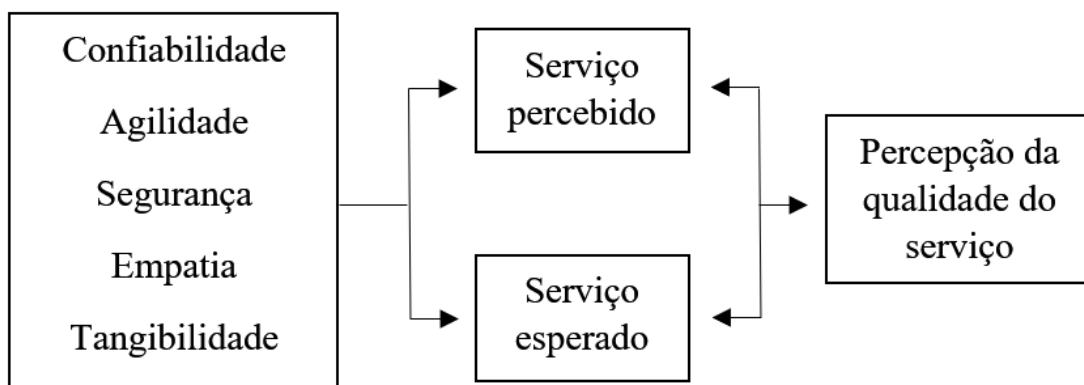 Confiabilidade
Agilidade
Segurança
Empatia
Tangibilidade
Serviço
percebido
Serviço
esperado
Percepção da
qualidade do
serviço